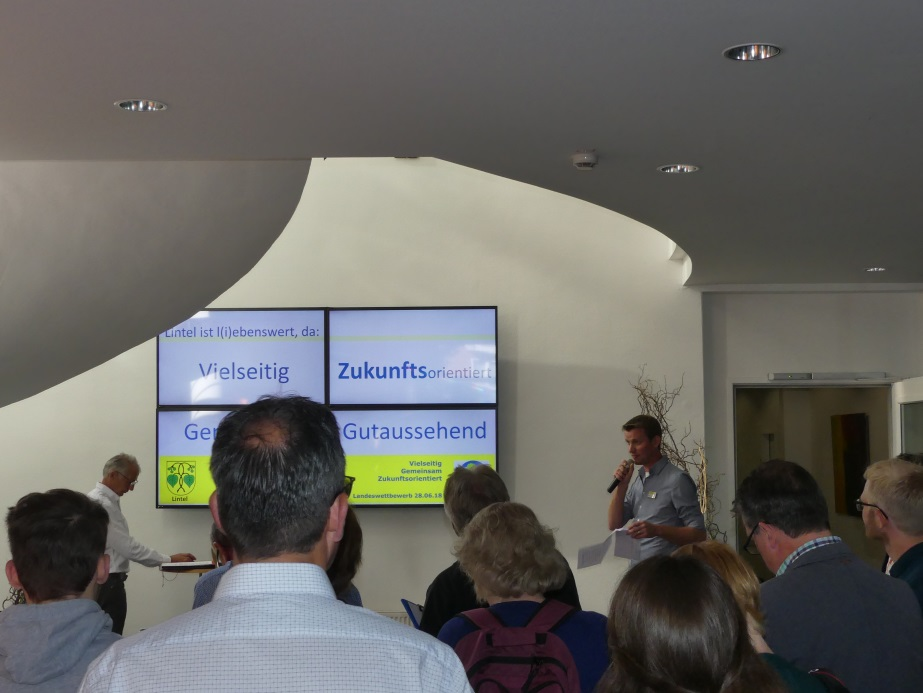 Lintel ist l(i)ebenswert, da:
Vielseitig
Zukunftsorientiert
Gutaussehend
Vielseitig
Gemeinsam
Zukunftsorientiert
Lintel
Landeswettbewerb 28.06.18